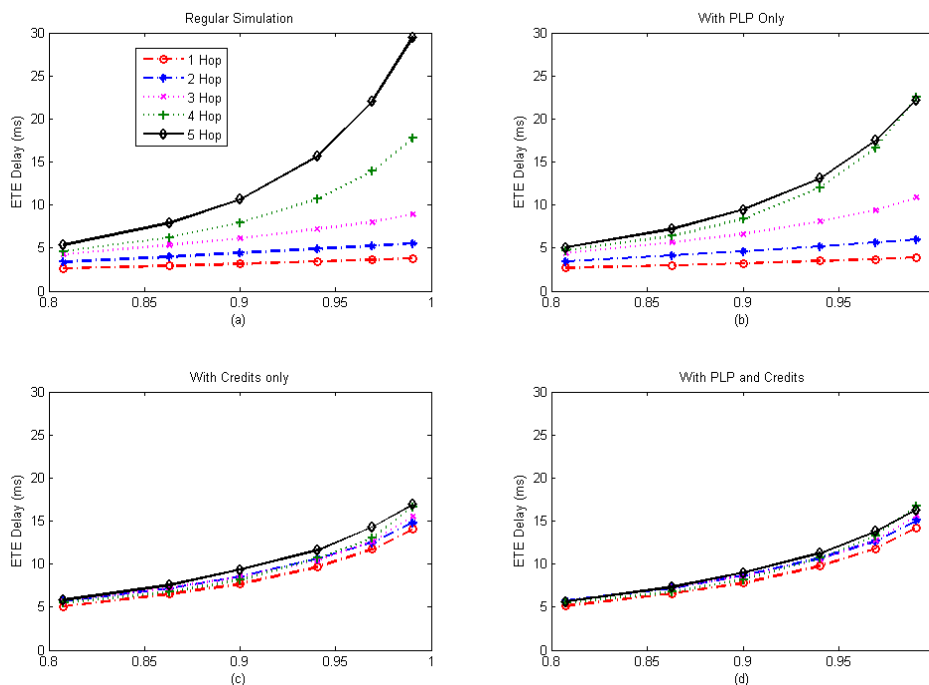 Regular Simulation
30
25
20
15
10
5
0
ETE Delay (ms)
1 Hop
2 Hop
3 Hop
4 Hop
5 Hop
0.8
0.85
0.9
0.95
1
(a)
With PLP Only
30
25
20
15
10
5
0
ETE Delay (ms)
0.8
0.85
0.9
0.95
(b)
With Credits only
30
25
20
15
10
5
0
ETE Delay (ms)
0.8
0.85
0.9
0.95
1
(c)
With PLP and Credits
30
25
20
15
10
5
0
ETE Delay (ms)
0.8
0.85
0.9
0.95
(d)